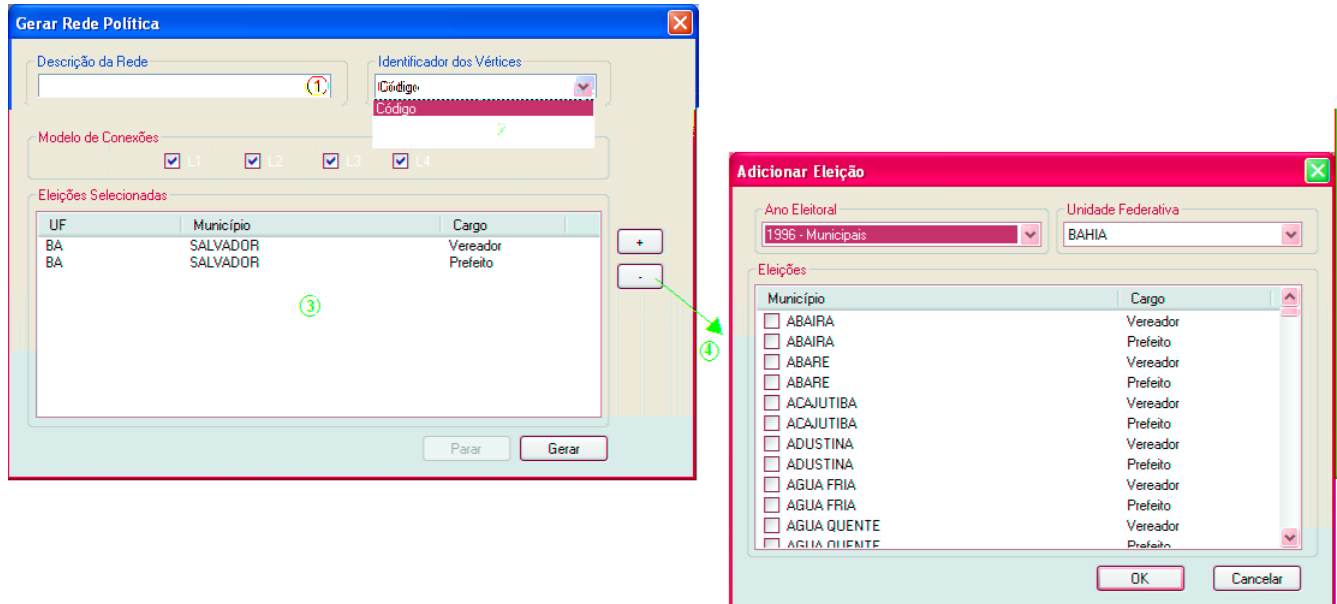 Gerar Rede Política
Descrição da Rede
Identificador dos Vértices
1
Código
Código
2
Modelo de Conexões
L1 L2 L3 L4
Eleições Selecionadas
UF Município Cargo
BA SALVADOR Vereador
BA SALVADOR Prefeito
+
-
3
Parar Gerar
4
Adicionar Eleição
Ano Eleitoral Unidade Federativa
1996 - Municipais BAHIA
Eleições
Município Cargo
ABAIRA Vereador
ABAIRA Prefeito
ABARE Vereador
ABARE Prefeito
ACAJUTIBA Vereador
ACAJUTIBA Prefeito
ADUSTINA Vereador
ADUSTINA Prefeito
AGUA FRIA Vereador
AGUA FRIA Prefeito
AGUA QUENTE Vereador
AGUA QUENTE Prefeito
OK Cancelar